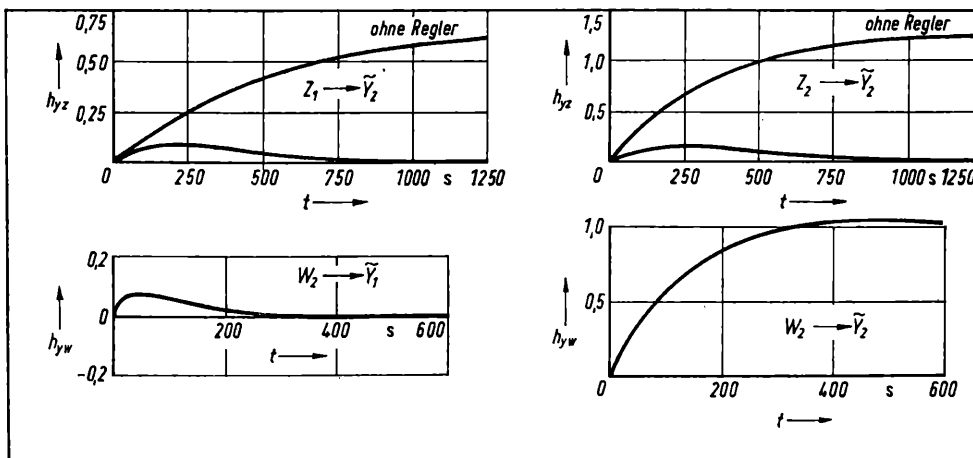 0,75
ohne Regler
0,50
Z₁ → Ỹ₂
h_yz
0,25
0
250 500 750 1000 s 1250
t →
1,5
ohne Regler
1,0
Z₂ → Ỹ₂
h_yz
0,5
0
250 500 750 1000 s 1250
t →
0,2
W₂ → Ỹ₁
h_yw
0
200 400 s 600
t →
−0,2
1,0
0,5
h_yw
W₂ → Ỹ₂
0
200 400 s 600
t →